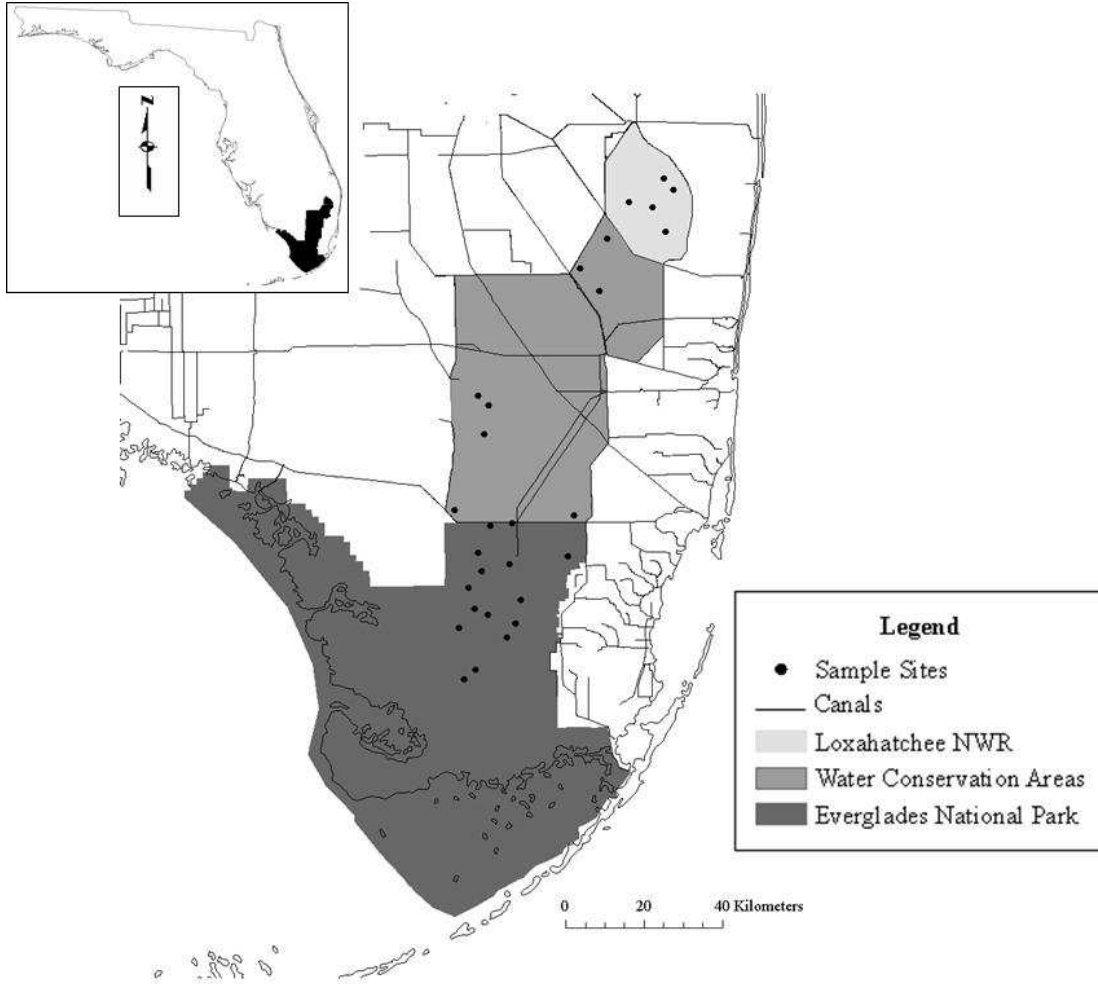 N
Legend
Sample Sites
Canals
Loxahatchee NWR
Water Conservation Areas
Everglades National Park
0 20 40 Kilometers